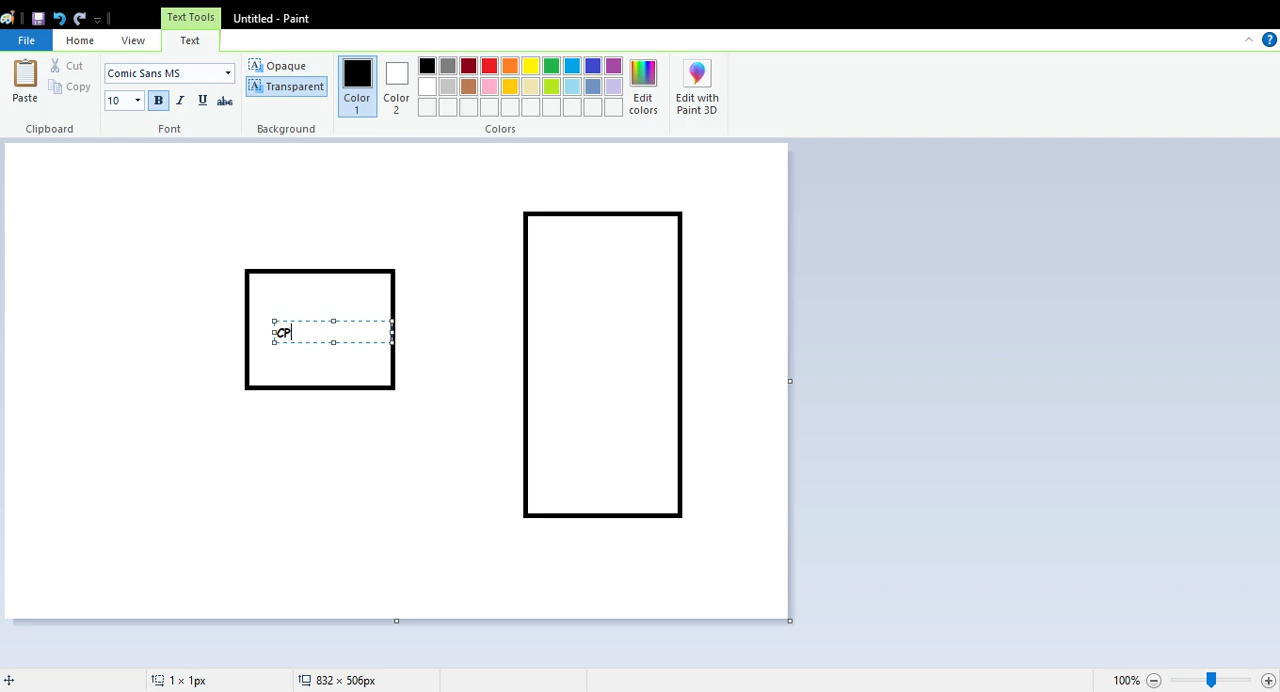 Text Tools
Untitled - Paint
File
Home
View
Text
Paste
Cut
Copy
Clipboard
Comic Sans MS
10
B I U abc
Font
Opaque
Transparent
Background
Color 1
Color 2
Edit colors
Colors
Edit with Paint 3D
CP
1 × 1px
832 × 506px
100%